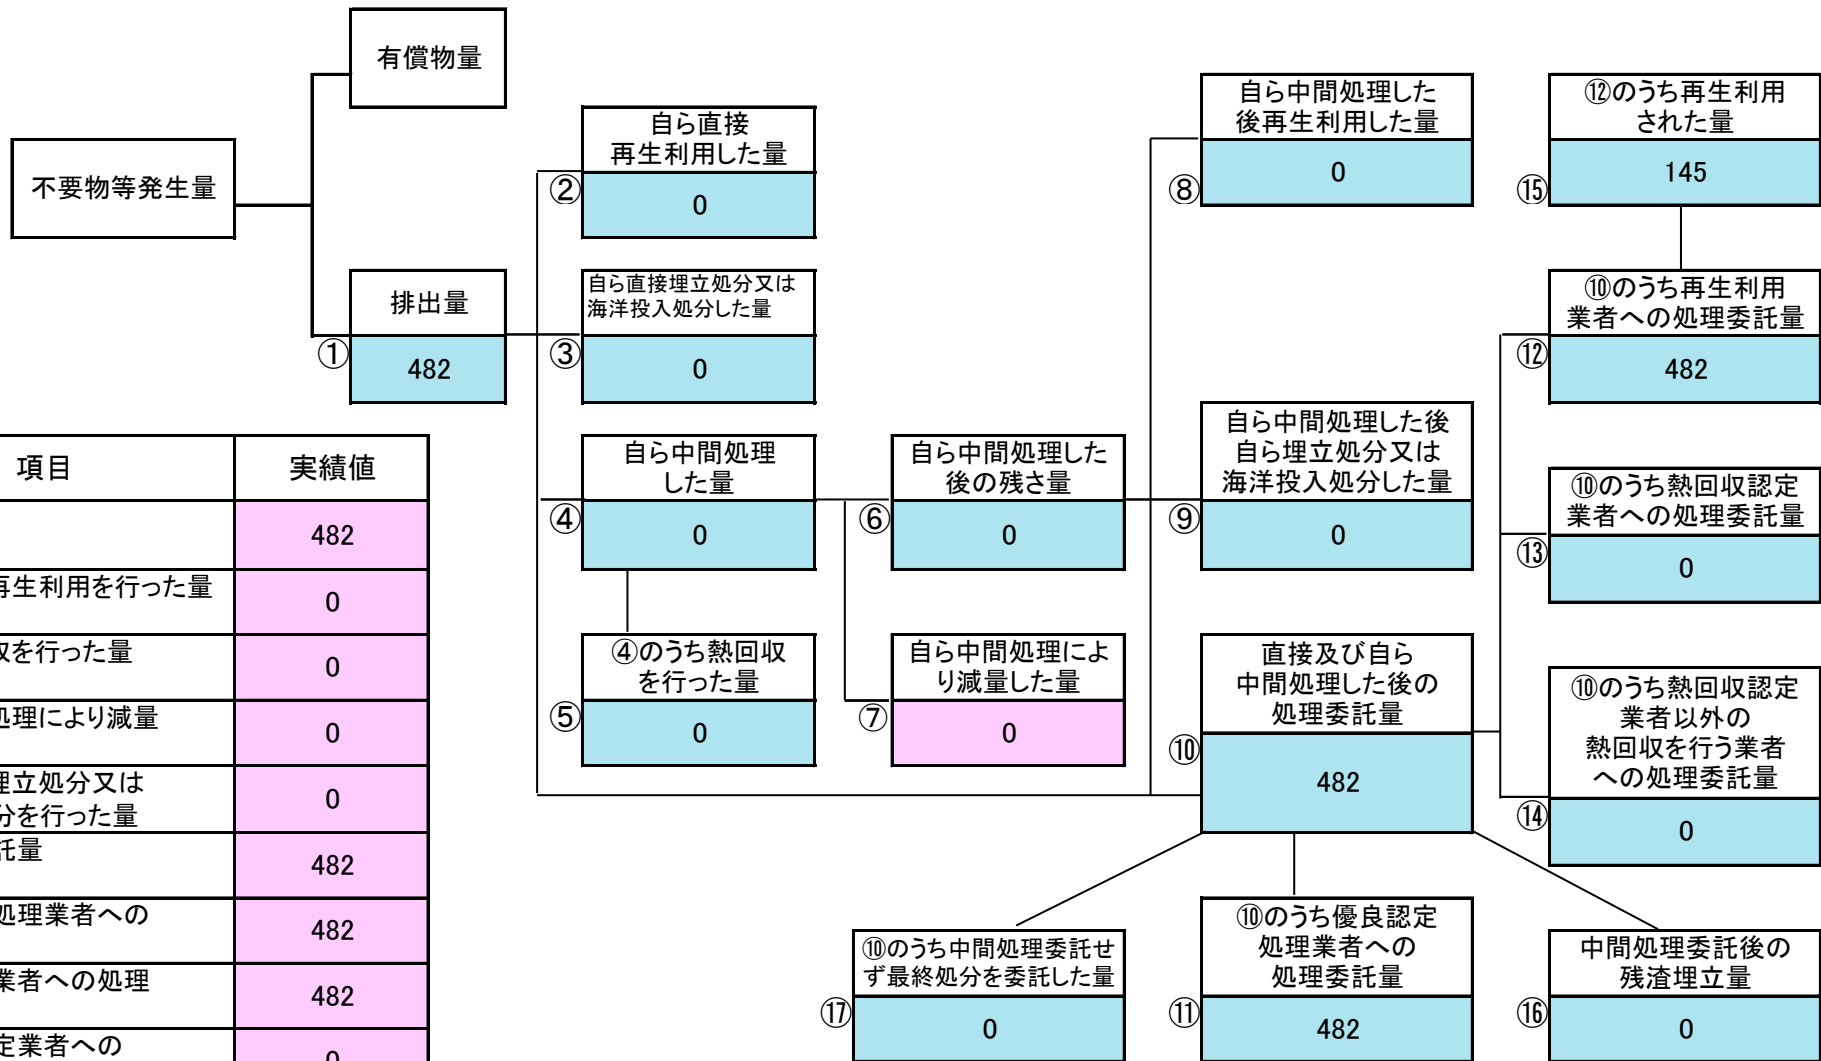 有償物量
不要物等発生量
排出量
①
482
自ら直接
再生利用した量
②
0
自ら直接埋立処分又は
海洋投入処分した量
③
0
自ら中間処理
した量
④
0
④のうち熱回収
を行った量
⑤
0
自ら中間処理した
後の残さ量
⑥
0
自ら中間処理によ
り減量した量
⑦
0
自ら中間処理した
後再生利用した量
⑧
0
自ら中間処理した後
自ら埋立処分又は
海洋投入処分した量
⑨
0
直接及び自ら
中間処理した後の
処理委託量
⑩
482
⑫のうち再生利用
された量
⑮
145
⑩のうち再生利用
業者への処理委託量
⑫
482
⑩のうち熱回収認定
業者への処理委託量
⑬
0
⑩のうち熱回収認定
業者以外の
熱回収を行う業者
への処理委託量
⑭
0
⑩のうち中間処理委託せ
ず最終処分を委託した量
⑰
0
⑩のうち優良認定
処理業者への
処理委託量
⑪
482
中間処理委託後の
残渣埋立量
⑯
0
項目 実績値
482
再生利用を行った量 0
を行った量 0
処理により減量 0
埋立処分又は
分を行った量 0
託量 482
処理業者への 482
業者への処理 482
定業者への 0